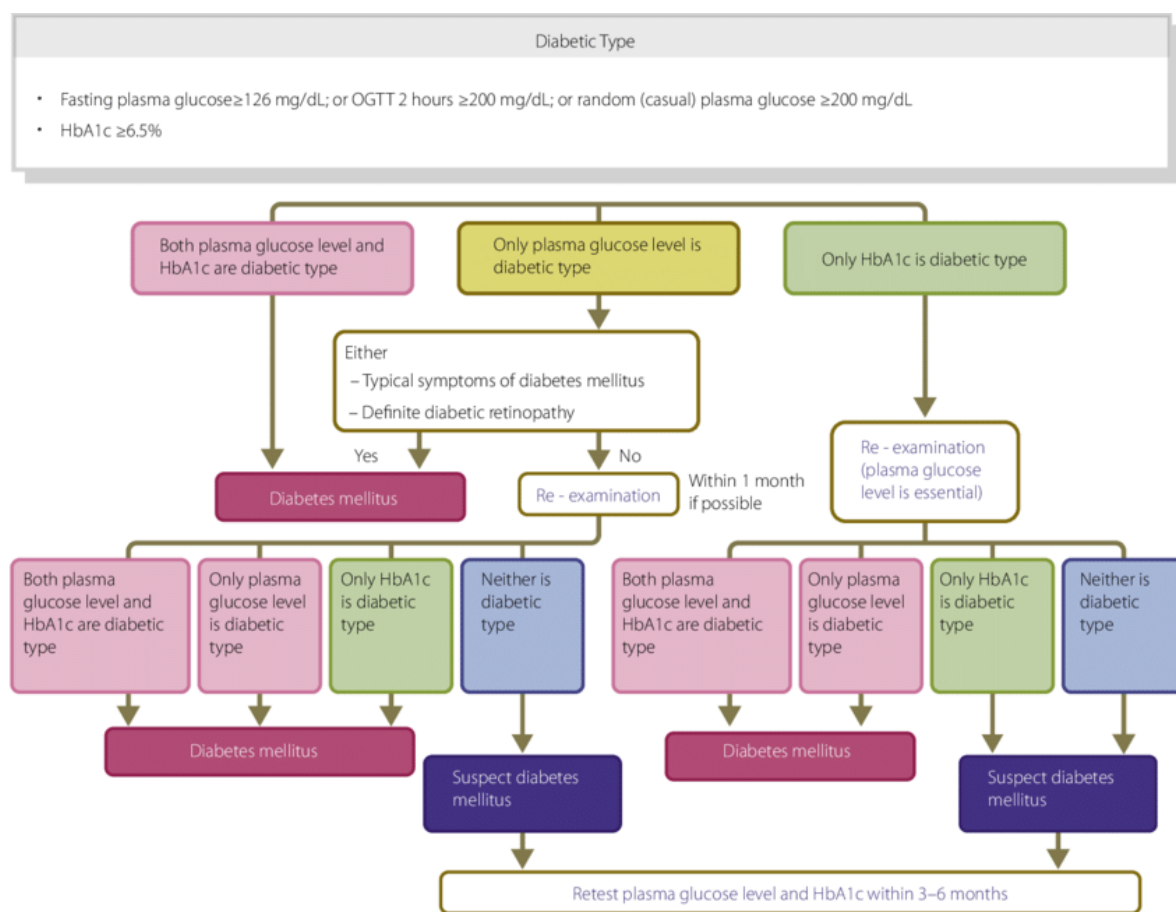 Diabetic Type
• Fasting plasma glucose≥126 mg/dL; or OGTT 2 hours ≥200 mg/dL; or random (casual) plasma glucose ≥200 mg/dL
• HbA1c ≥6.5%
Both plasma glucose level and
HbA1c are diabetic type
Only plasma glucose level is
diabetic type
Only HbA1c is diabetic type
Either
– Typical symptoms of diabetes mellitus
– Definite diabetic retinopathy
Yes
No
Diabetes mellitus
Re - examination
Within 1 month
if possible
Re - examination
(plasma glucose
level is essential)
Both plasma
glucose level and
HbA1c are diabetic
type
Only plasma
glucose level
is diabetic
type
Only HbA1c
is diabetic
type
Neither is
diabetic
type
Both plasma
glucose level and
HbA1c are diabetic
type
Only plasma
glucose level
is diabetic
type
Only HbA1c
is diabetic
type
Neither is
diabetic
type
Diabetes mellitus
Diabetes mellitus
Suspect diabetes
mellitus
Suspect diabetes
mellitus
Retest plasma glucose level and HbA1c within 3–6 months